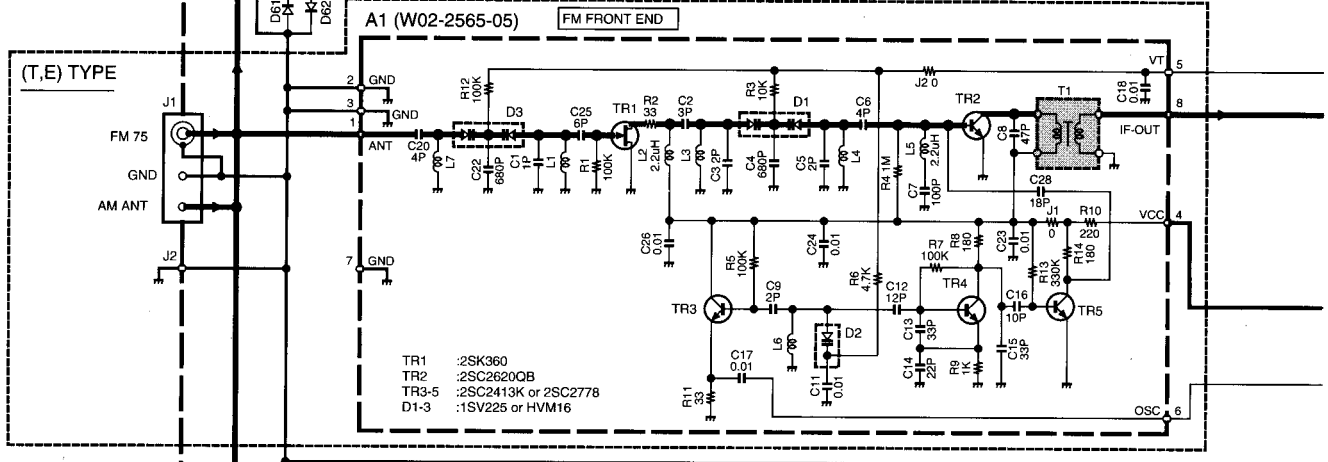 D61
D62
A1 (W02-2565-05)
FM FRONT END
(T,E) TYPE
J1
FM 75
GND
AM ANT
J2
2
GND
3
GND
1
ANT
7
GND
C20
4P
L7
R12
100K
D3
C22
680P
C1
1P
L1
C25
6P
R1
100K
TR1
R2
33
L2
2.2uH
C2
3P
L3
C3 2P
R3
10K
D1
C4
680P
C5
2P
L4
C6
4P
R4 1M
L5
2.2uH
C7
100P
TR2
J2 0
C8
47P
T1
C18
0.01
VT
5
8
IF-OUT
C28
18P
VCC
4
C26
0.01
R5
100K
C24
0.01
R6
4.7K
R7
100K
R8
180
C23
0.01
J1
0
R10
220
R13
330K
R14
180
TR3
C9
2P
L6
D2
C11
0.01
C12
12P
C13
33P
C14
22P
TR4
R9
1K
C16
10P
C15
33P
TR5
C17
0.01
R11
33
OSC
6
TR1 :2SK360
TR2 :2SC2620QB
TR3-5 :2SC2413K or 2SC2778
D1-3 :1SV225 or HVM16